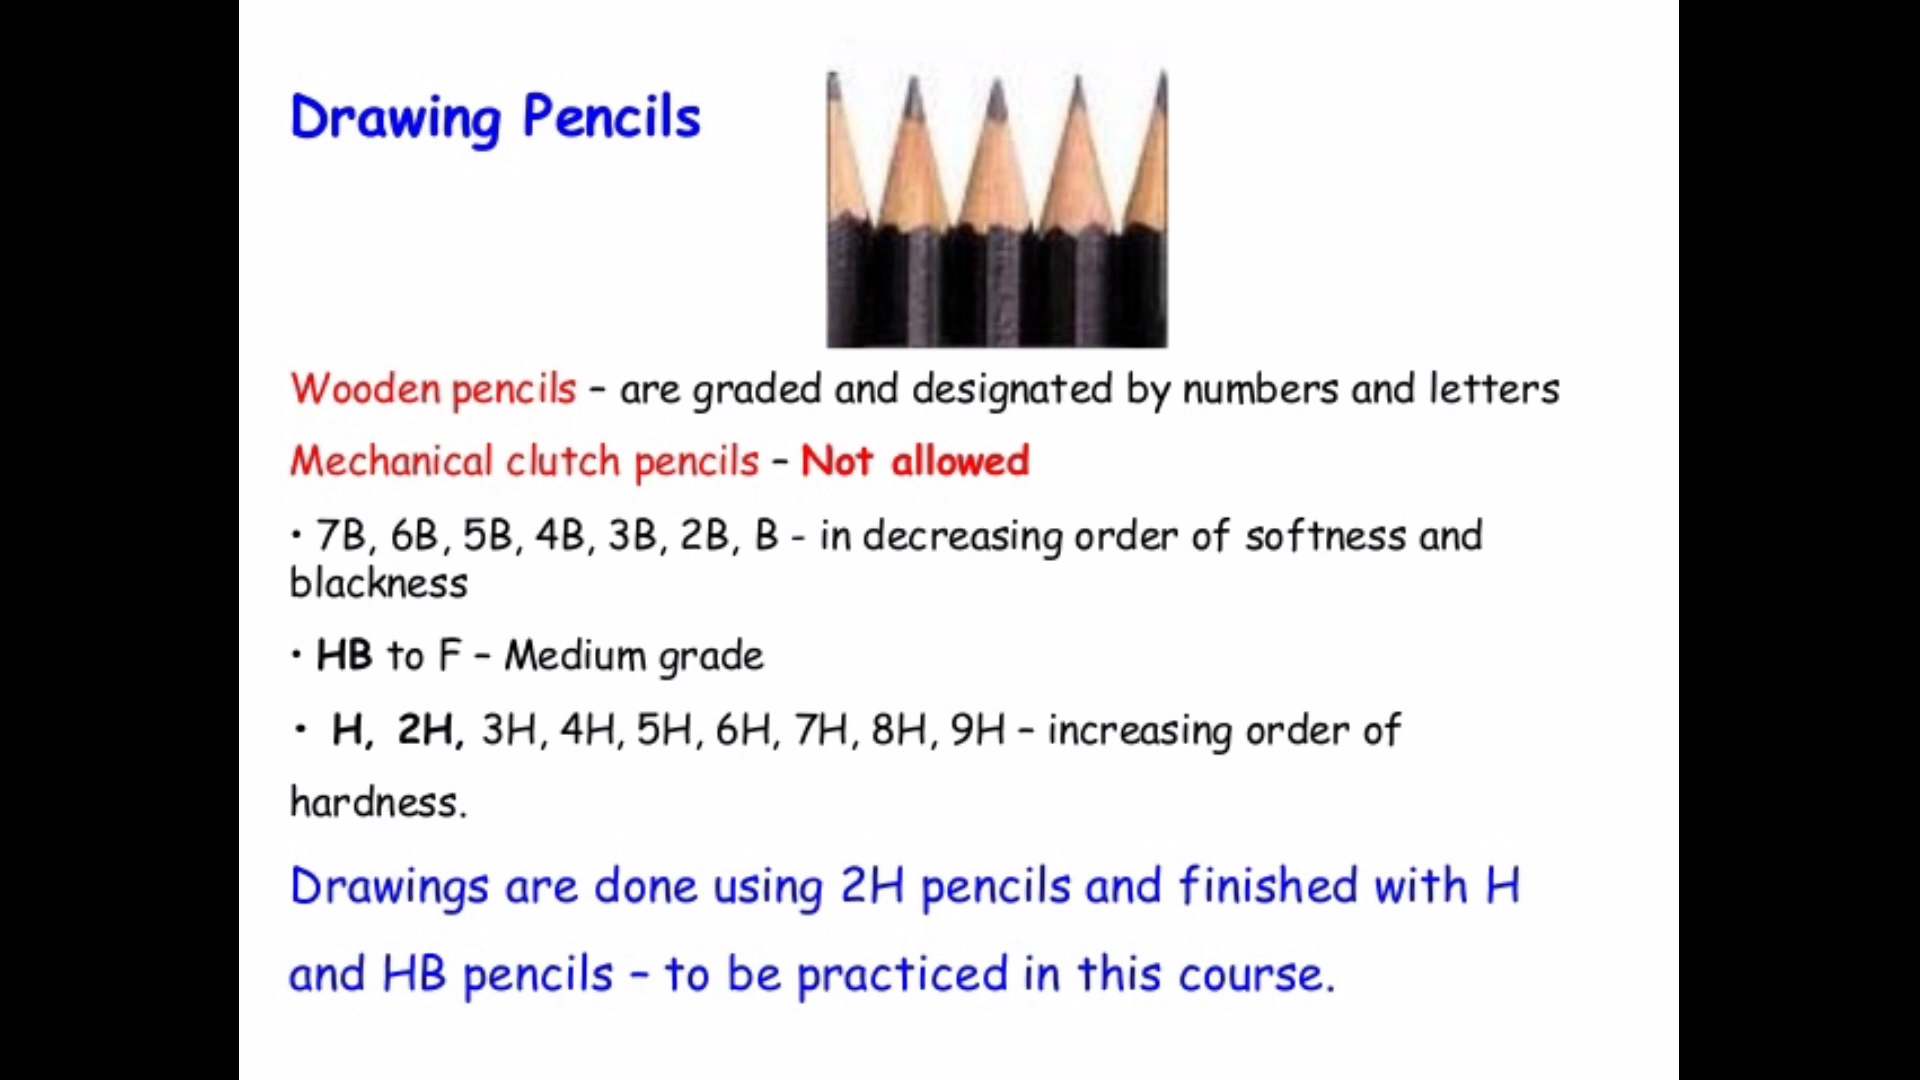 Drawing Pencils
Wooden pencils – are graded and designated by numbers and letters
Mechanical clutch pencils – Not allowed
• 7B, 6B, 5B, 4B, 3B, 2B, B - in decreasing order of softness and
blackness
• HB to F – Medium grade
• H, 2H, 3H, 4H, 5H, 6H, 7H, 8H, 9H – increasing order of
hardness.
Drawings are done using 2H pencils and finished with H
and HB pencils – to be practiced in this course.